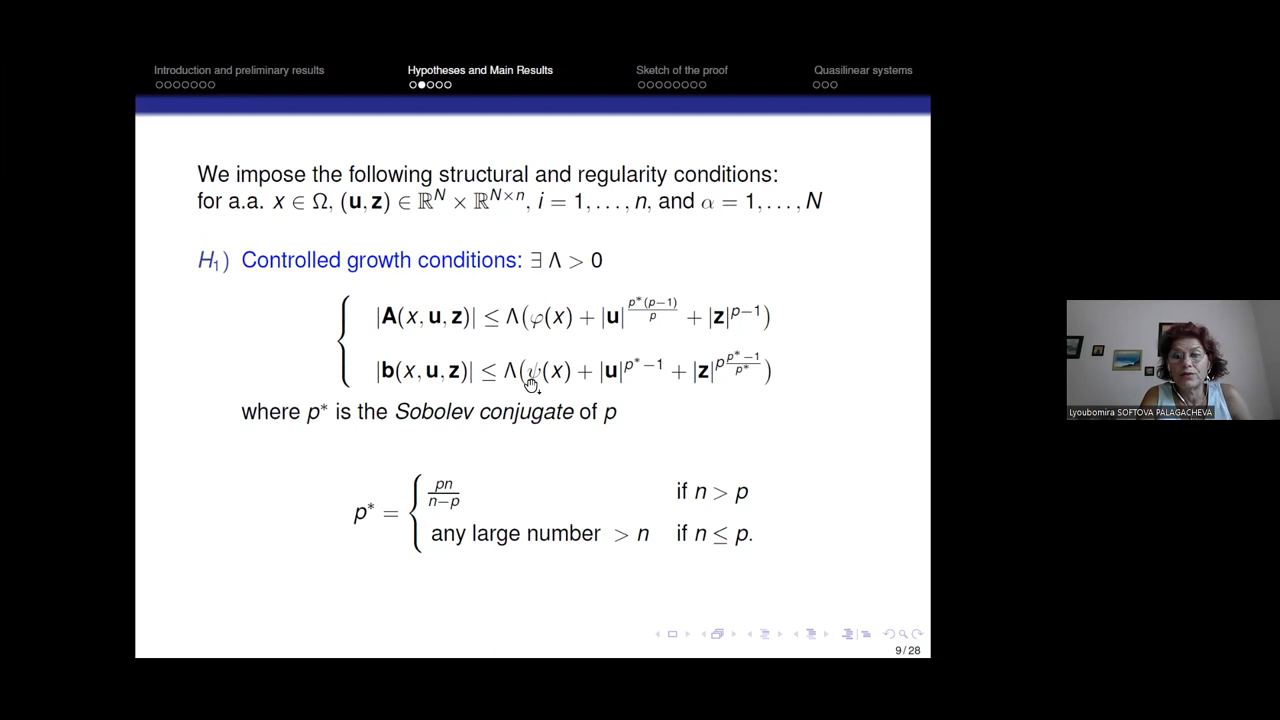 Introduction and preliminary results
Hypotheses and Main Results
Sketch of the proof
Quasilinear systems
We impose the following structural and regularity conditions:
for a.a. x ∈ Ω, (u, z) ∈ ℝ^N × ℝ^{N×n}, i = 1, . . . , n, and α = 1, . . . , N
H₁) Controlled growth conditions: ∃ Λ > 0
|A(x, u, z)| ≤ Λ(φ(x) + |u|^{p*(p−1)/p} + |z|^{p−1})
|b(x, u, z)| ≤ Λ(ψ(x) + |u|^{p*−1} + |z|^{p (p*−1)/p*})
where p* is the Sobolev conjugate of p
p* = { pn/(n−p) if n > p
any large number > n if n ≤ p.
9 / 28
Lyoubomira SOFTOVA PALAGACHEVA